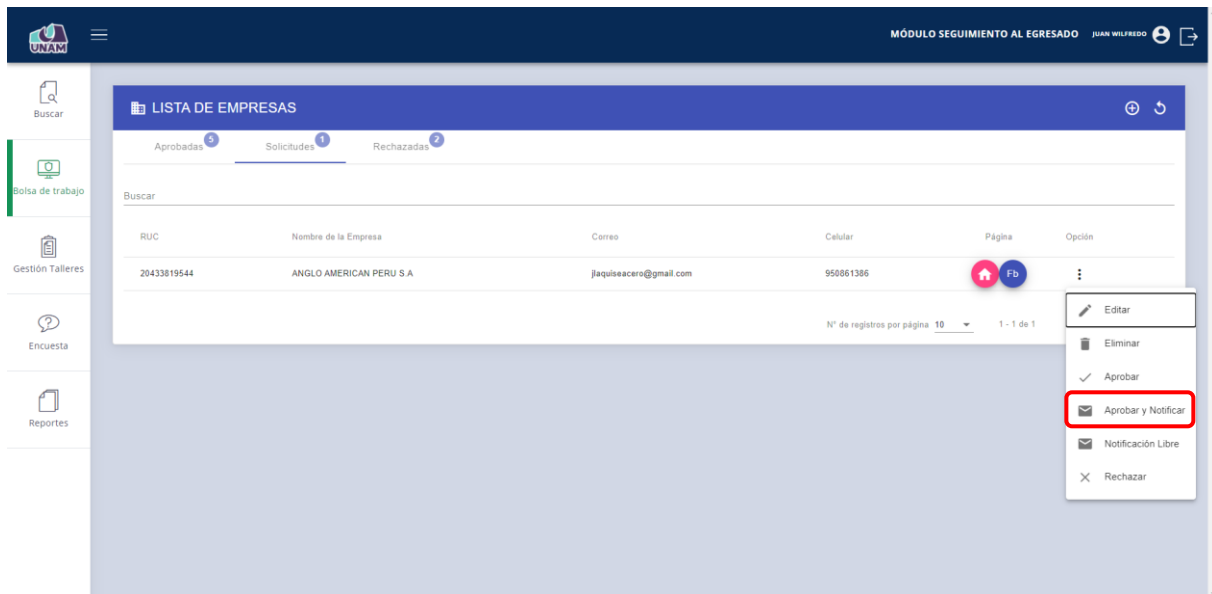 UNAM
MÓDULO SEGUIMIENTO AL EGRESADO JUAN WILFREDO
Buscar
Bolsa de trabajo
Gestión Talleres
Encuesta
Reportes
LISTA DE EMPRESAS
Aprobadas 5 Solicitudes 1 Rechazadas 2
Buscar
RUC Nombre de la Empresa Correo Celular Página Opción
20433819544 ANGLO AMERICAN PERU S.A jlaquiseacero@gmail.com 950861386 Fb
N° de registros por página 10 1 - 1 de 1
Editar
Eliminar
Aprobar
Aprobar y Notificar
Notificación Libre
Rechazar